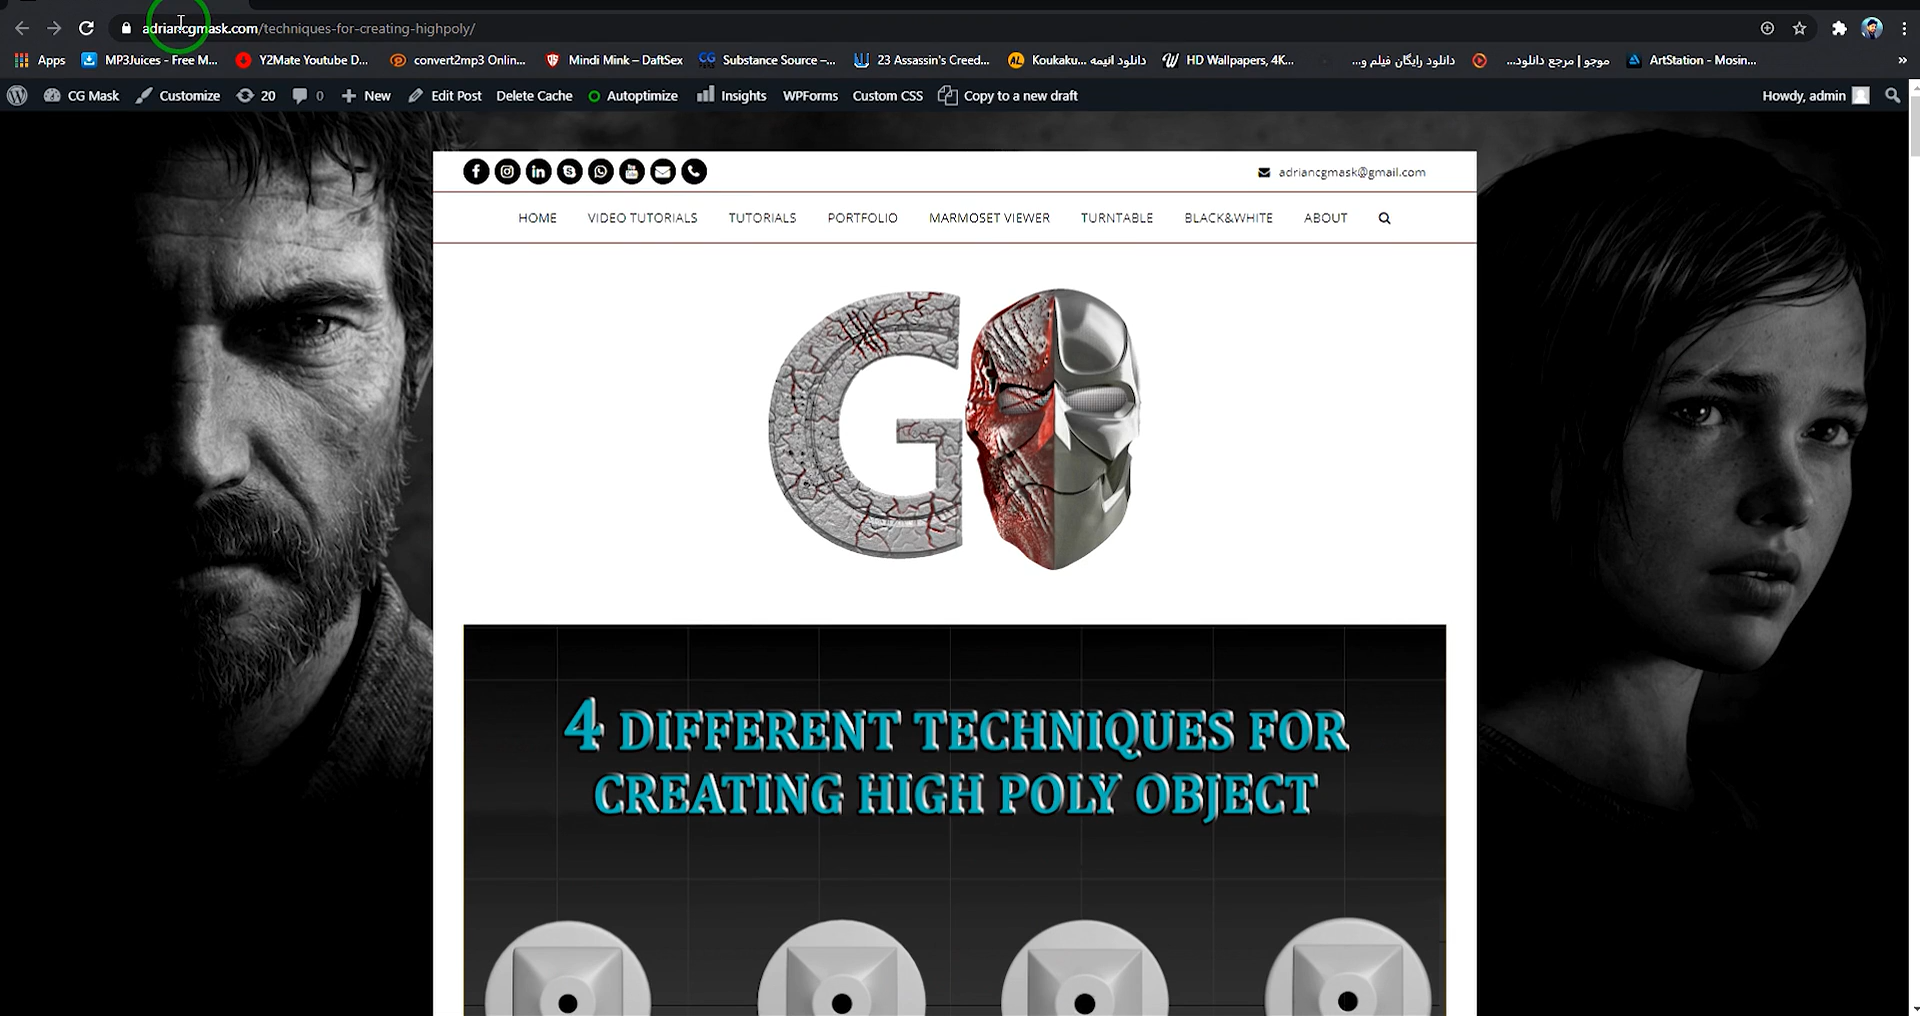 adriancgmask.com/techniques-for-creating-highpoly/
Apps MP3Juices - Free M... Y2Mate Youtube D... convert2mp3 Onlin... Mindi Mink – DaftSex Substance Source –... 23 Assassin's Creed... Koukaku... دانلود انیمه HD Wallpapers, 4K... دانلود رایگان فیلم و... موجو | مرجع دانلود... ArtStation - Mosin... »
CG Mask Customize 20 0 New Edit Post Delete Cache Autoptimize Insights WPForms Custom CSS Copy to a new draft Howdy, admin
adriancgmask@gmail.com
HOME VIDEO TUTORIALS TUTORIALS PORTFOLIO MARMOSET VIEWER TURNTABLE BLACK&WHITE ABOUT
G
4 DIFFERENT TECHNIQUES FOR
CREATING HIGH POLY OBJECT